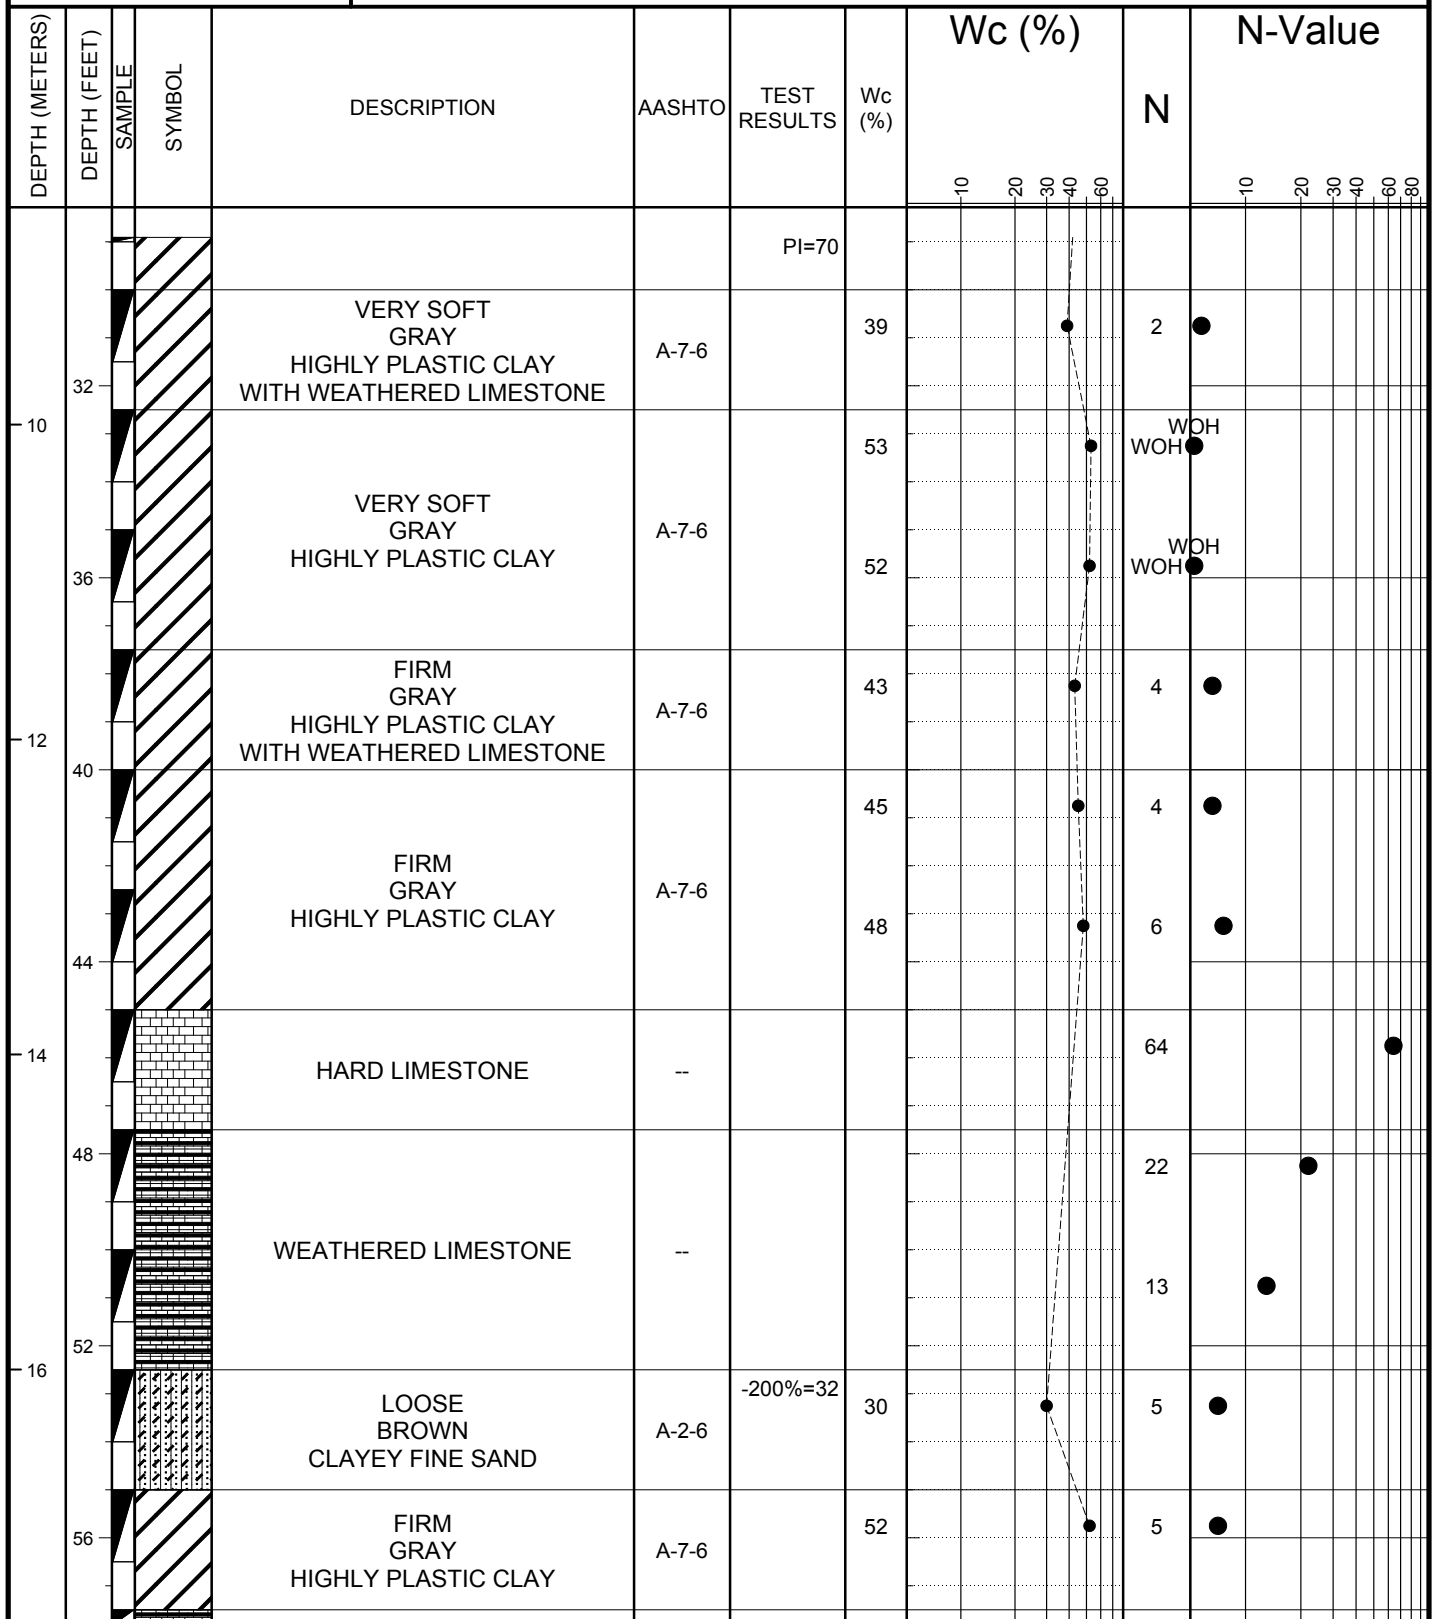 DEPTH (METERS)
DEPTH (FEET)
SAMPLE
SYMBOL
DESCRIPTION
AASHTO
TEST
RESULTS
Wc
(%)
Wc (%)
10 20 30 40 60
N
N-Value
10 20 30 40 60 80
PI=70
VERY SOFT
GRAY
HIGHLY PLASTIC CLAY
WITH WEATHERED LIMESTONE
A-7-6
39
2
32
10
VERY SOFT
GRAY
HIGHLY PLASTIC CLAY
A-7-6
53
WOH
WOH
52
WOH
WOH
36
FIRM
GRAY
HIGHLY PLASTIC CLAY
WITH WEATHERED LIMESTONE
A-7-6
43
4
12
40
FIRM
GRAY
HIGHLY PLASTIC CLAY
A-7-6
45
4
48
6
44
14
HARD LIMESTONE
--
64
48
WEATHERED LIMESTONE
--
22
13
52
16
LOOSE
BROWN
CLAYEY FINE SAND
A-2-6
-200%=32
30
5
FIRM
GRAY
HIGHLY PLASTIC CLAY
A-7-6
52
5
56